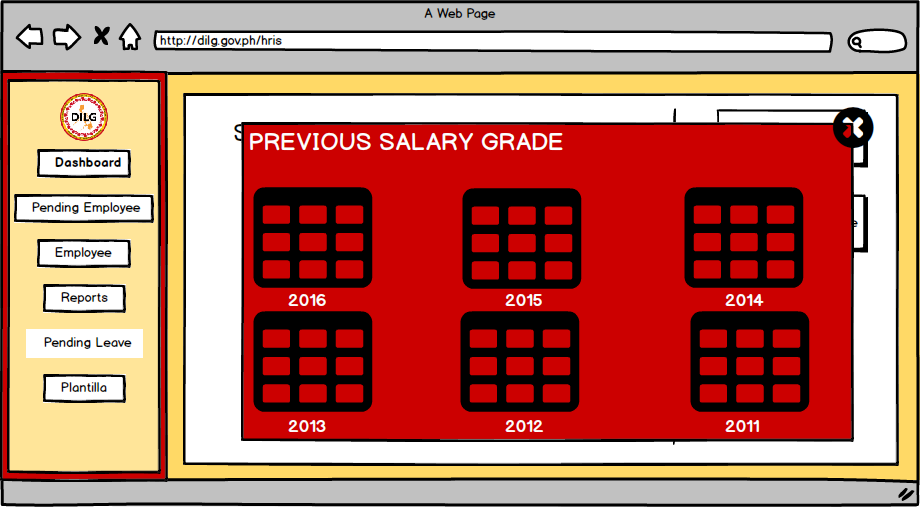 A Web Page
http://dilg.gov.ph/hris
DILG
Dashboard
Pending Employee
Employee
Reports
Pending Leave
Plantilla
S
PREVIOUS SALARY GRADE
e
2016
2015
2014
2013
2012
2011